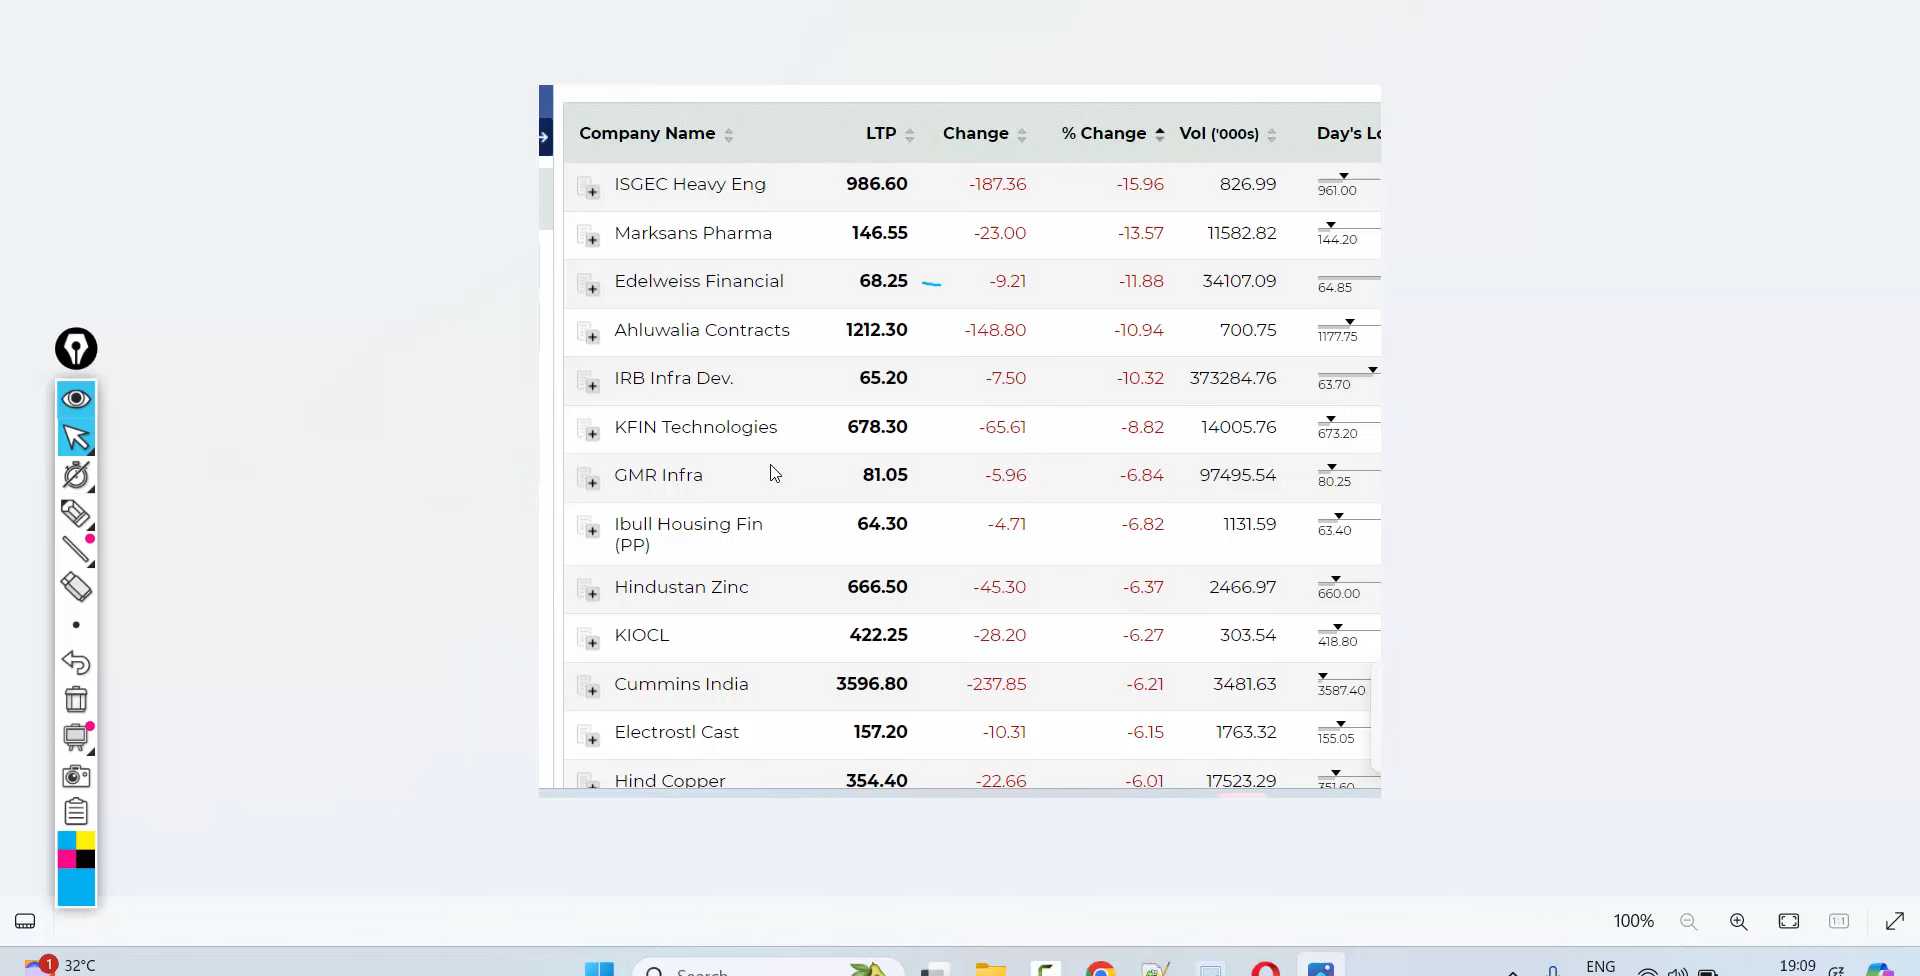 Company Name LTP Change % Change Vol ('000s) Day's Lo
ISGEC Heavy Eng 986.60 -187.36 -15.96 826.99 961.00
Marksans Pharma 146.55 -23.00 -13.57 11582.82 144.20
Edelweiss Financial 68.25 -9.21 -11.88 34107.09 64.85
Ahluwalia Contracts 1212.30 -148.80 -10.94 700.75 1177.75
IRB Infra Dev. 65.20 -7.50 -10.32 373284.76 63.70
KFIN Technologies 678.30 -65.61 -8.82 14005.76 673.20
GMR Infra 81.05 -5.96 -6.84 97495.54 80.25
Ibull Housing Fin 64.30 -4.71 -6.82 1131.59 63.40
(PP)
Hindustan Zinc 666.50 -45.30 -6.37 2466.97 660.00
KIOCL 422.25 -28.20 -6.27 303.54 418.80
Cummins India 3596.80 -237.85 -6.21 3481.63 3587.40
Electrostl Cast 157.20 -10.31 -6.15 1763.32 155.05
Hind Copper 354.40 -22.66 -6.01 17523.29 351.60
100% 1:1
1 32°C Search ENG 19:09